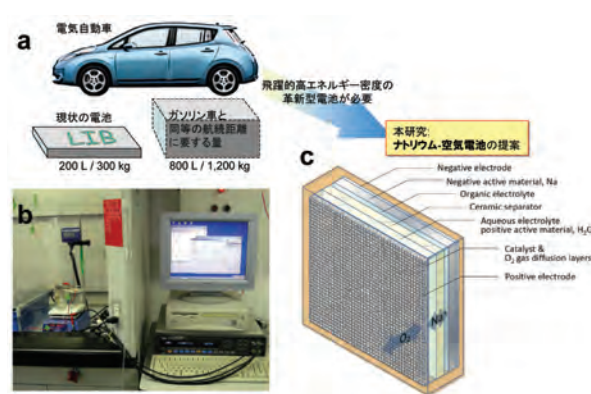 a
電気自動車
飛躍的高エネルギー密度の
革新型電池が必要
現状の電池
LIB
200 L / 300 kg
ガソリン車と
同等の航続距離
に要する量
800 L / 1,200 kg
本研究:
ナトリウム-空気電池の提案
b
c
Negative electrode
Negative active material, Na
Organic electrolyte
Ceramic separator
Aqueous electrolyte
positive active material, H₂O
Catalyst &
O₂ gas diffusion layers
Positive electrode
O₂
Na⁺